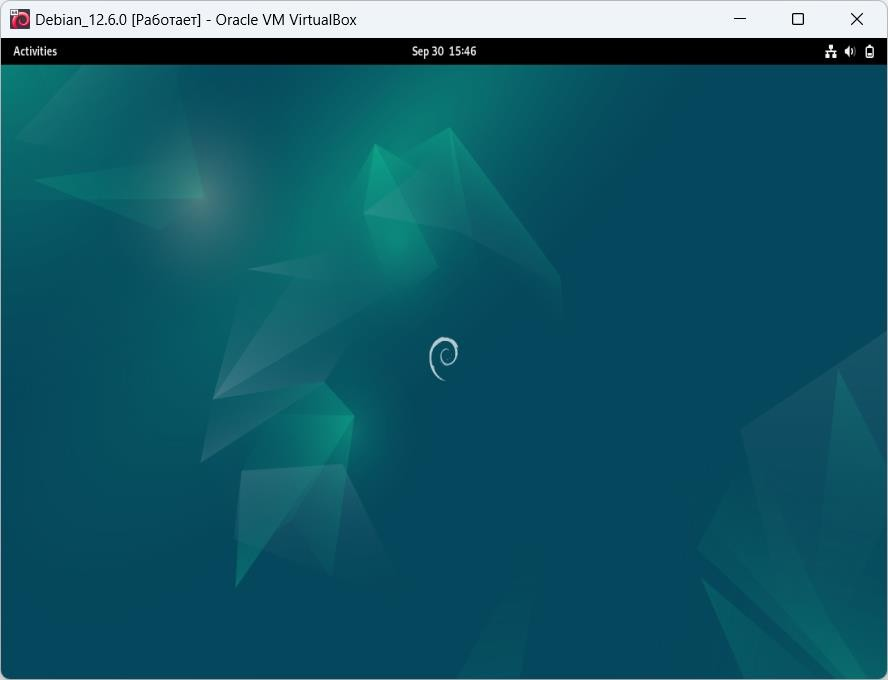 Debian_12.6.0 [Работает] - Oracle VM VirtualBox
Activities
Sep 30 15:46